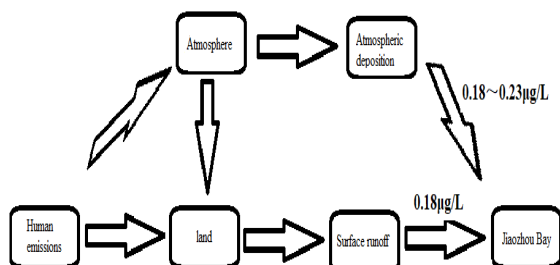 Atmosphere
Atmospheric
deposition
0.18～0.23μg/L
0.18μg/L
Human
emissions
land
Surface runoff
Jiaozhou Bay